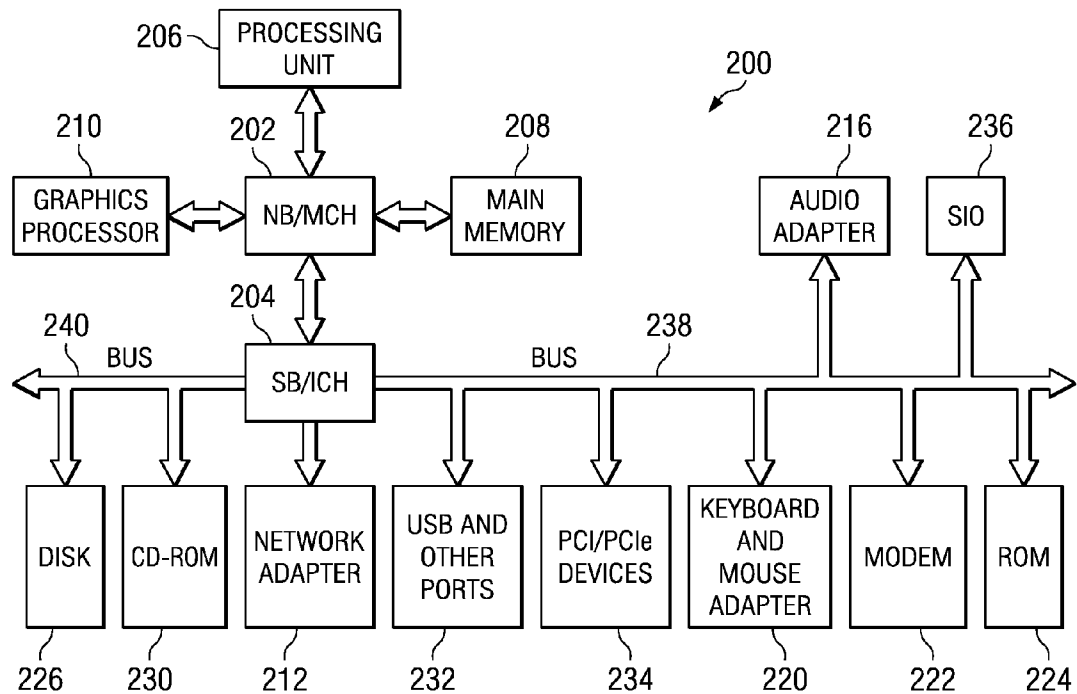 206
PROCESSING
UNIT
200
210
202
208
216
236
GRAPHICS
PROCESSOR
NB/MCH
MAIN
MEMORY
AUDIO
ADAPTER
SIO
204
240
BUS
SB/ICH
BUS
238
DISK
CD-ROM
NETWORK
ADAPTER
USB AND
OTHER
PORTS
PCI/PCIe
DEVICES
KEYBOARD
AND
MOUSE
ADAPTER
MODEM
ROM
226
230
212
232
234
220
222
224